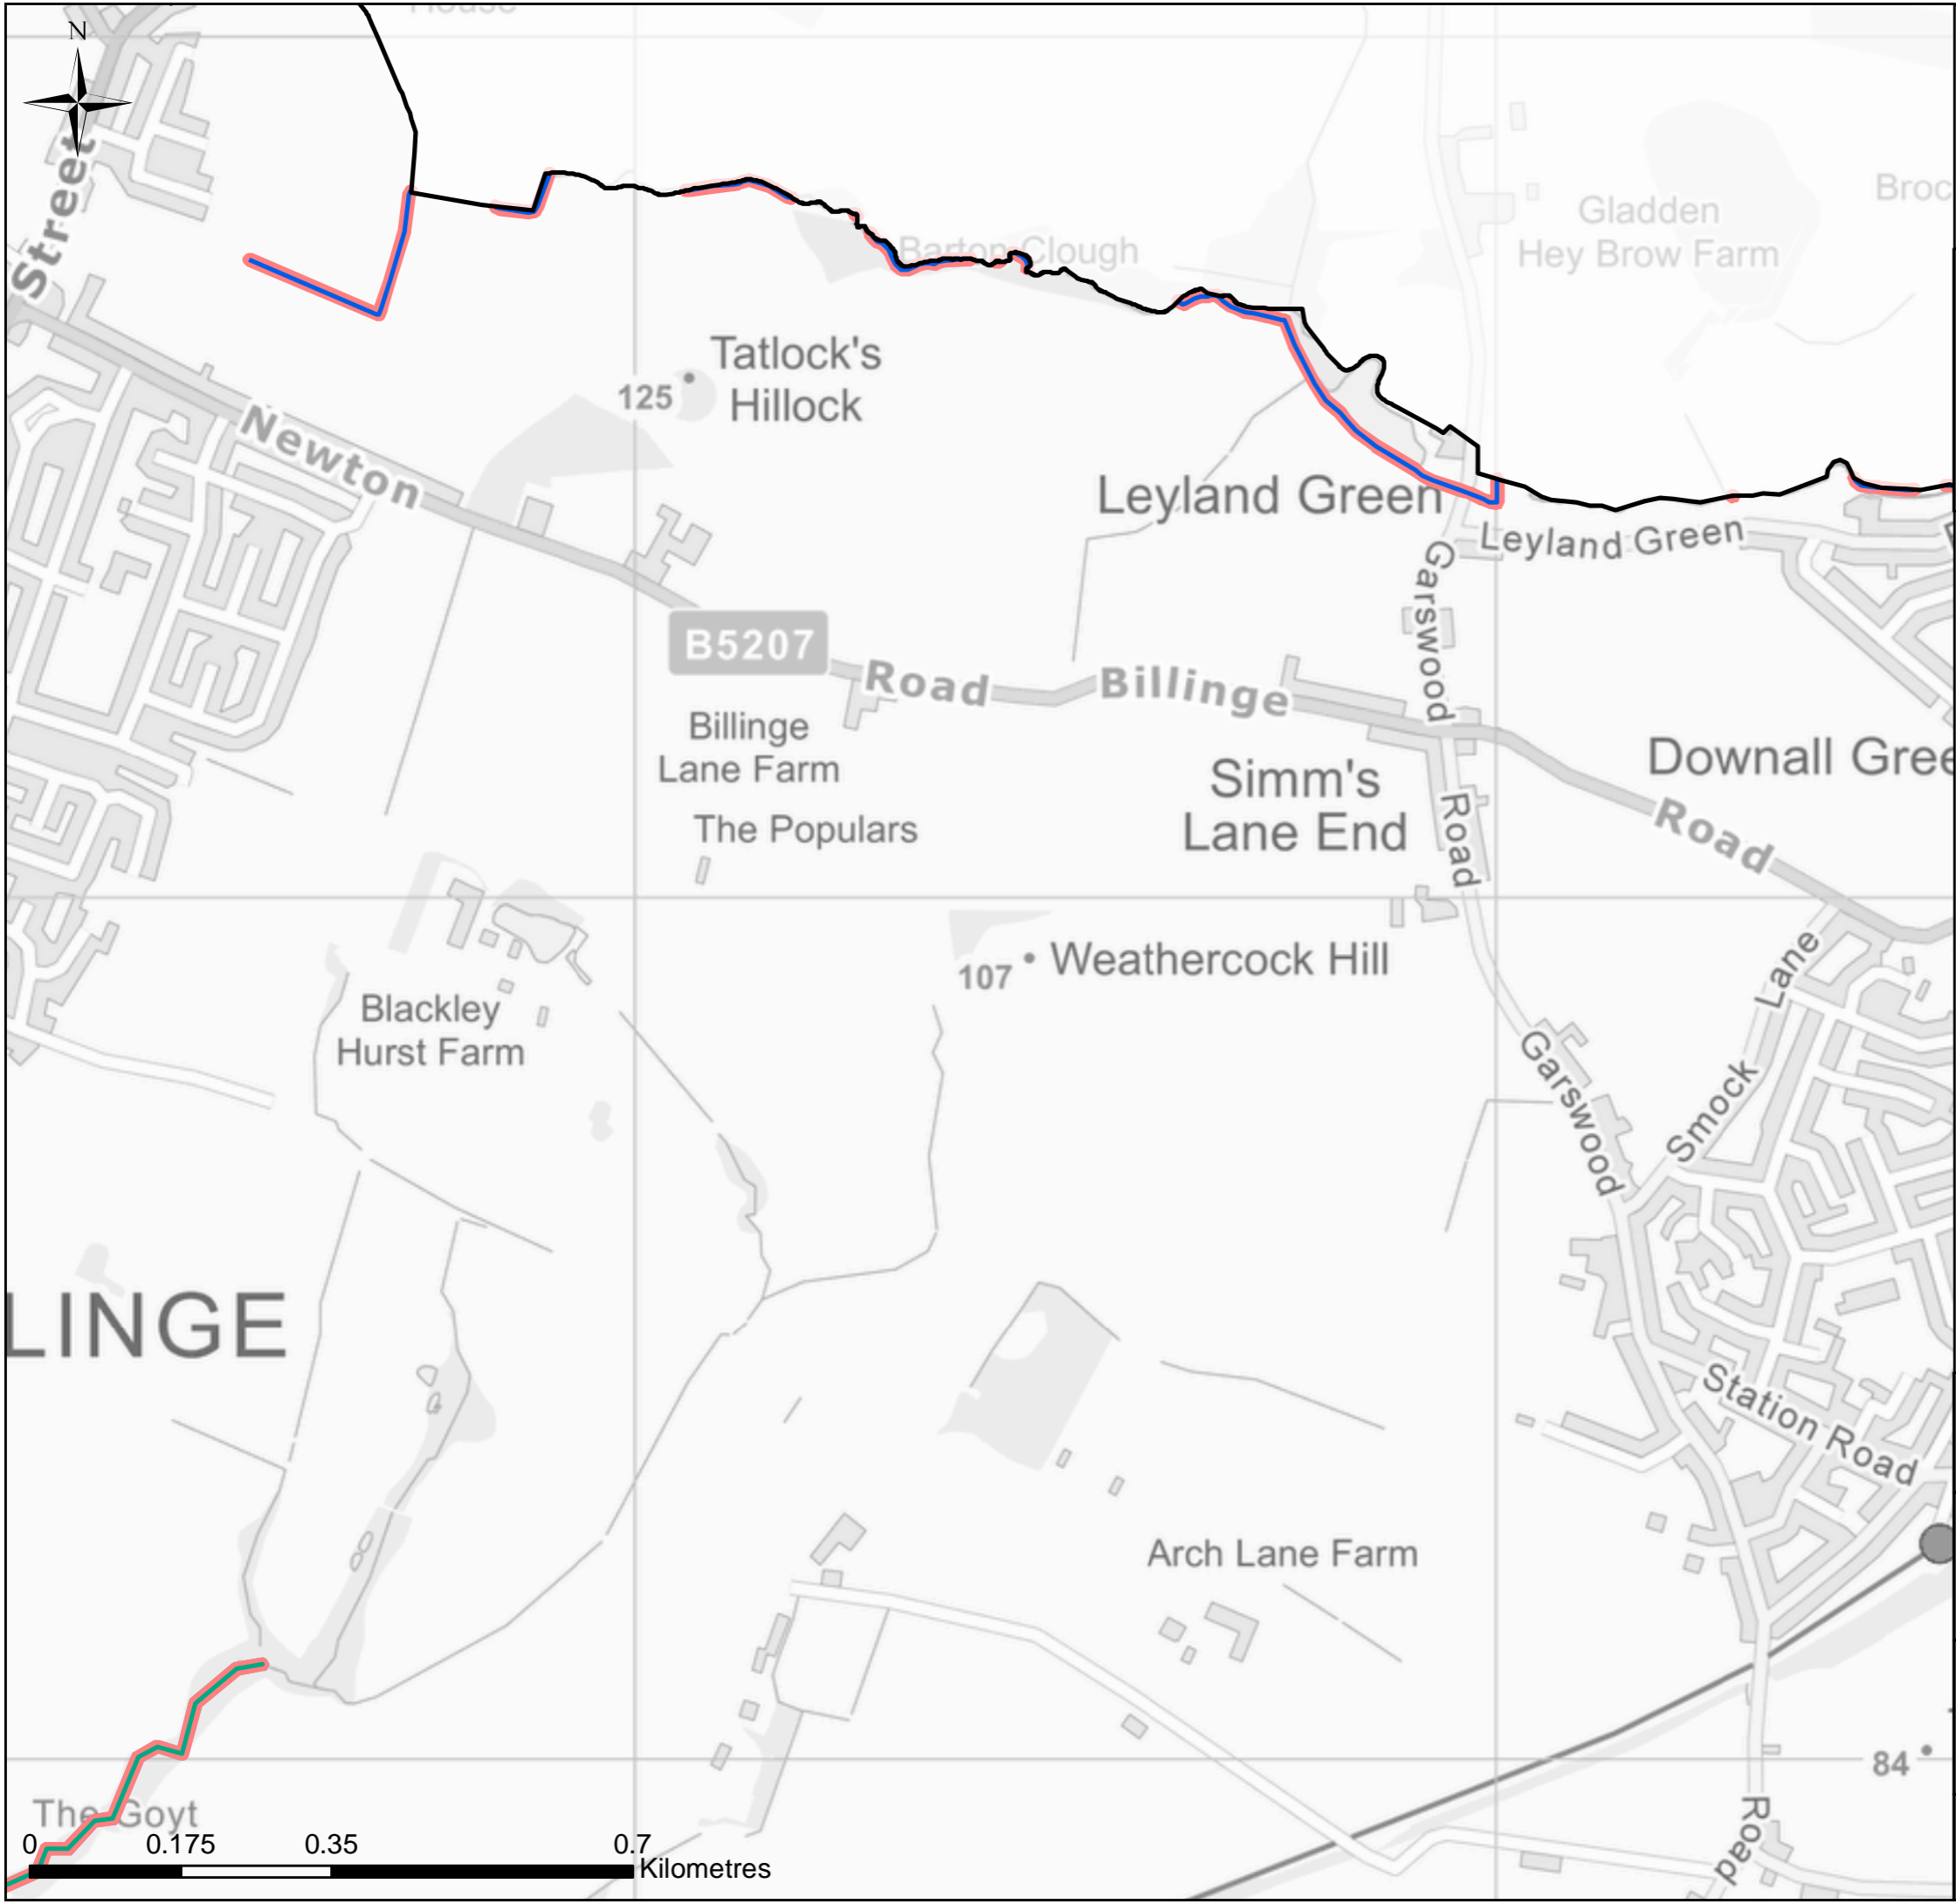 N
Street
Broc
Gladden
Hey Brow Farm
Barton Clough
Tatlock's
Hillock
125
Newton
Leyland Green
Leyland Green
Garswood
B5207
Road
Billinge
Billinge
Lane Farm
The Populars
Simm's
Lane End
Road
Downall Gree
Road
107
Weathercock Hill
Lane
Smock
Blackley
Hurst Farm
Garswood
LINGE
Station Road
Arch Lane Farm
84
The Goyt
Road
0 0.175 0.35 0.7
Kilometres